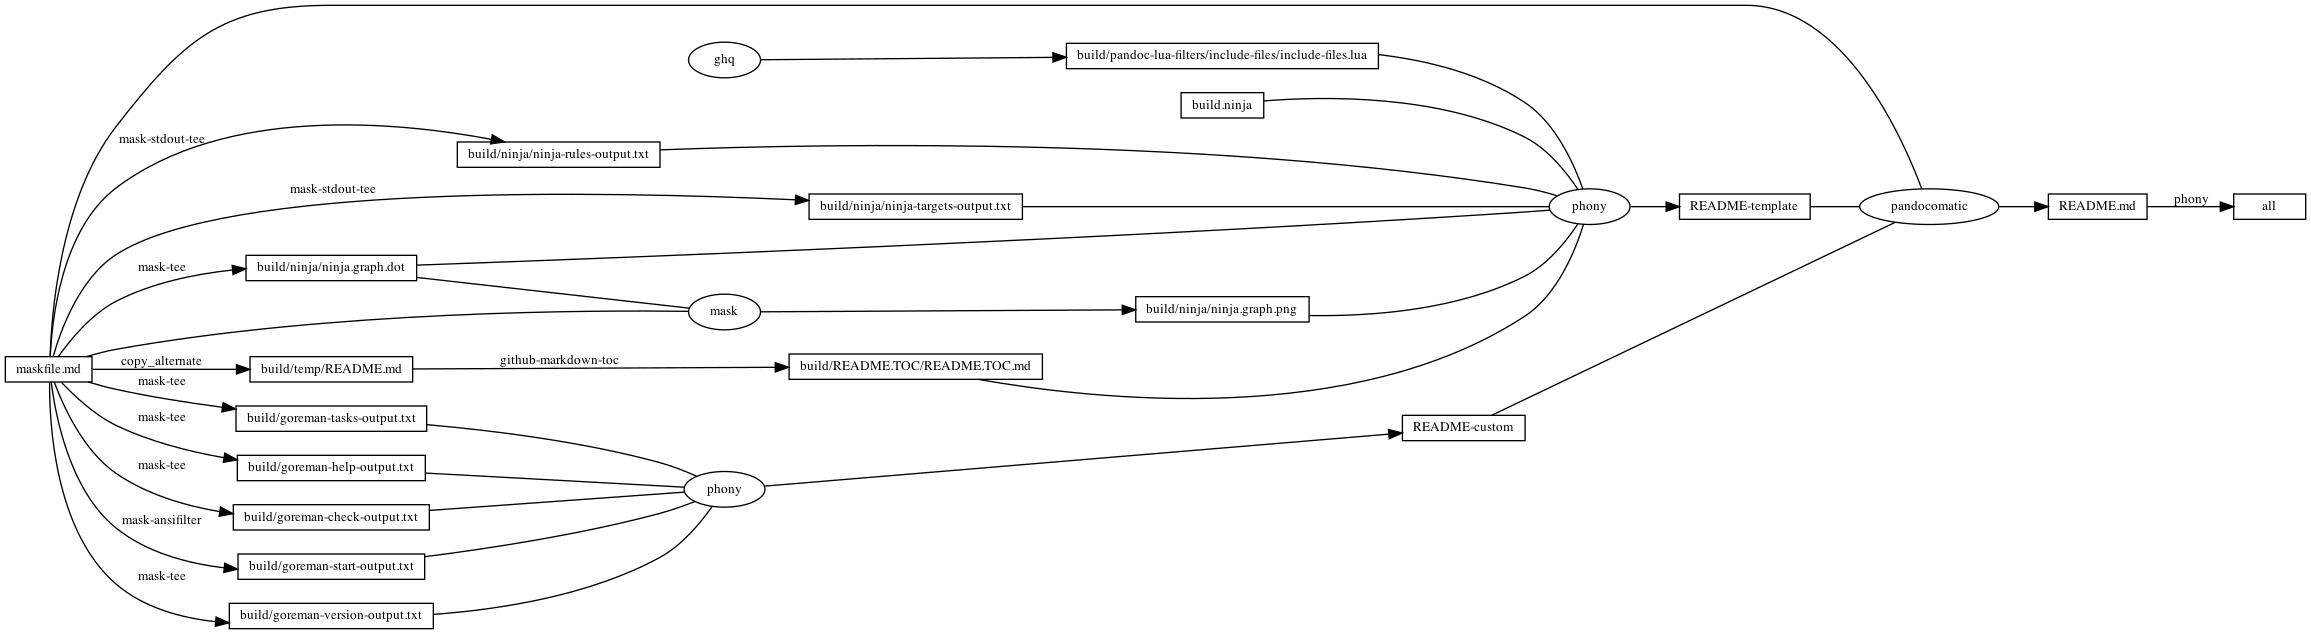 ghq
build/pandoc-lua-filters/include-files/include-files.lua
build.ninja
mask-stdout-tee
build/ninja/ninja-rules-output.txt
mask-stdout-tee
build/ninja/ninja-targets-output.txt
phony
README-template
pandocomatic
README.md
phony
all
mask-tee
build/ninja/ninja.graph.dot
mask
build/ninja/ninja.graph.png
maskfile.md
copy_alternate
build/temp/README.md
github-markdown-toc
build/README.TOC/README.TOC.md
mask-tee
build/goreman-tasks-output.txt
README-custom
mask-tee
build/goreman-help-output.txt
mask-tee
phony
build/goreman-check-output.txt
mask-ansifilter
build/goreman-start-output.txt
mask-tee
build/goreman-version-output.txt